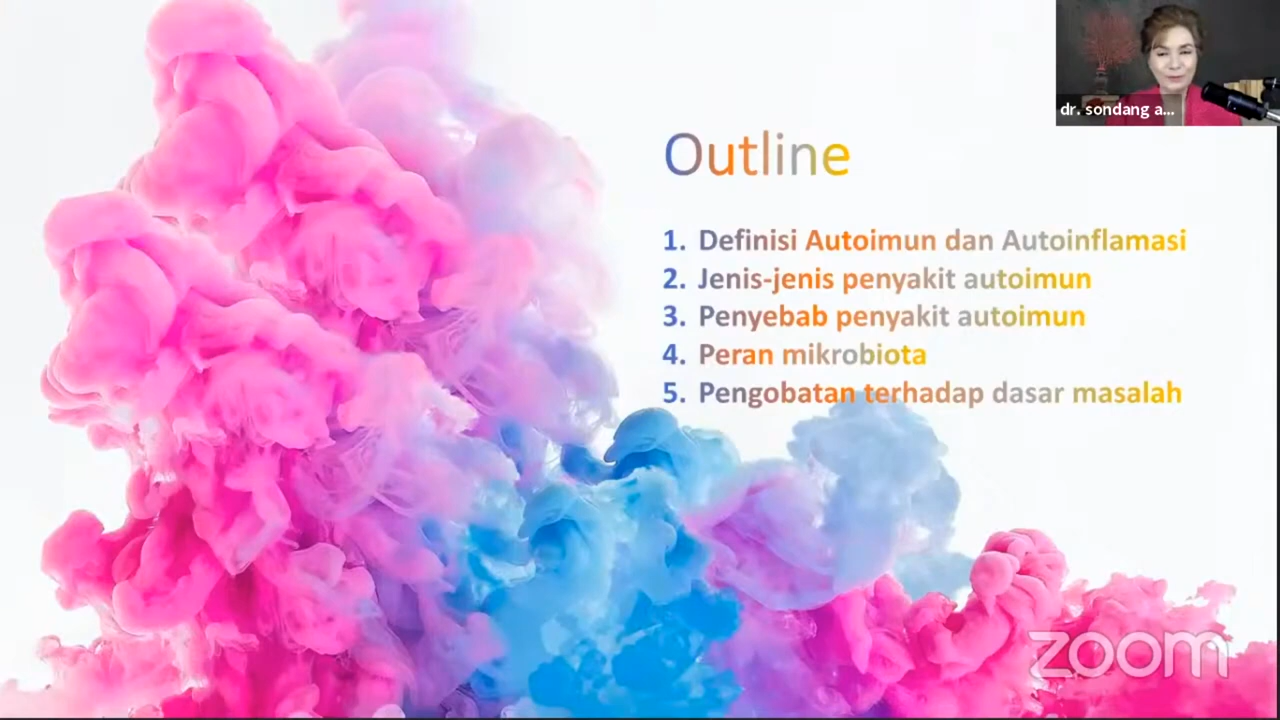 dr. sondang a...
Outline
1. Definisi Autoimun dan Autoinflamasi
2. Jenis-jenis penyakit autoimun
3. Penyebab penyakit autoimun
4. Peran mikrobiota
5. Pengobatan terhadap dasar masalah
zoom